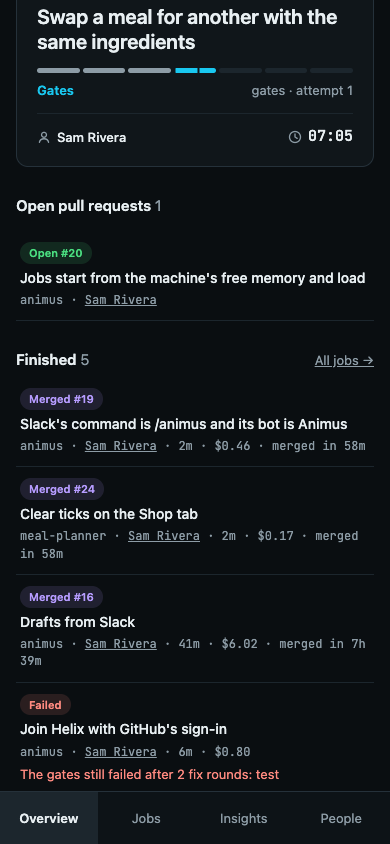 Swap a meal for another with the
same ingredients
Gates
gates · attempt 1
Sam Rivera
07:05
Open pull requests 1
Open #20
Jobs start from the machine's free memory and load
animus · Sam Rivera
Finished 5
All jobs →
Merged #19
Slack's command is /animus and its bot is Animus
animus · Sam Rivera · 2m · $0.46 · merged in 58m
Merged #24
Clear ticks on the Shop tab
meal-planner · Sam Rivera · 2m · $0.17 · merged
in 58m
Merged #16
Drafts from Slack
animus · Sam Rivera · 41m · $6.02 · merged in 7h
39m
Failed
Join Helix with GitHub's sign-in
animus · Sam Rivera · 6m · $0.80
The gates still failed after 2 fix rounds: test
Overview
Jobs
Insights
People